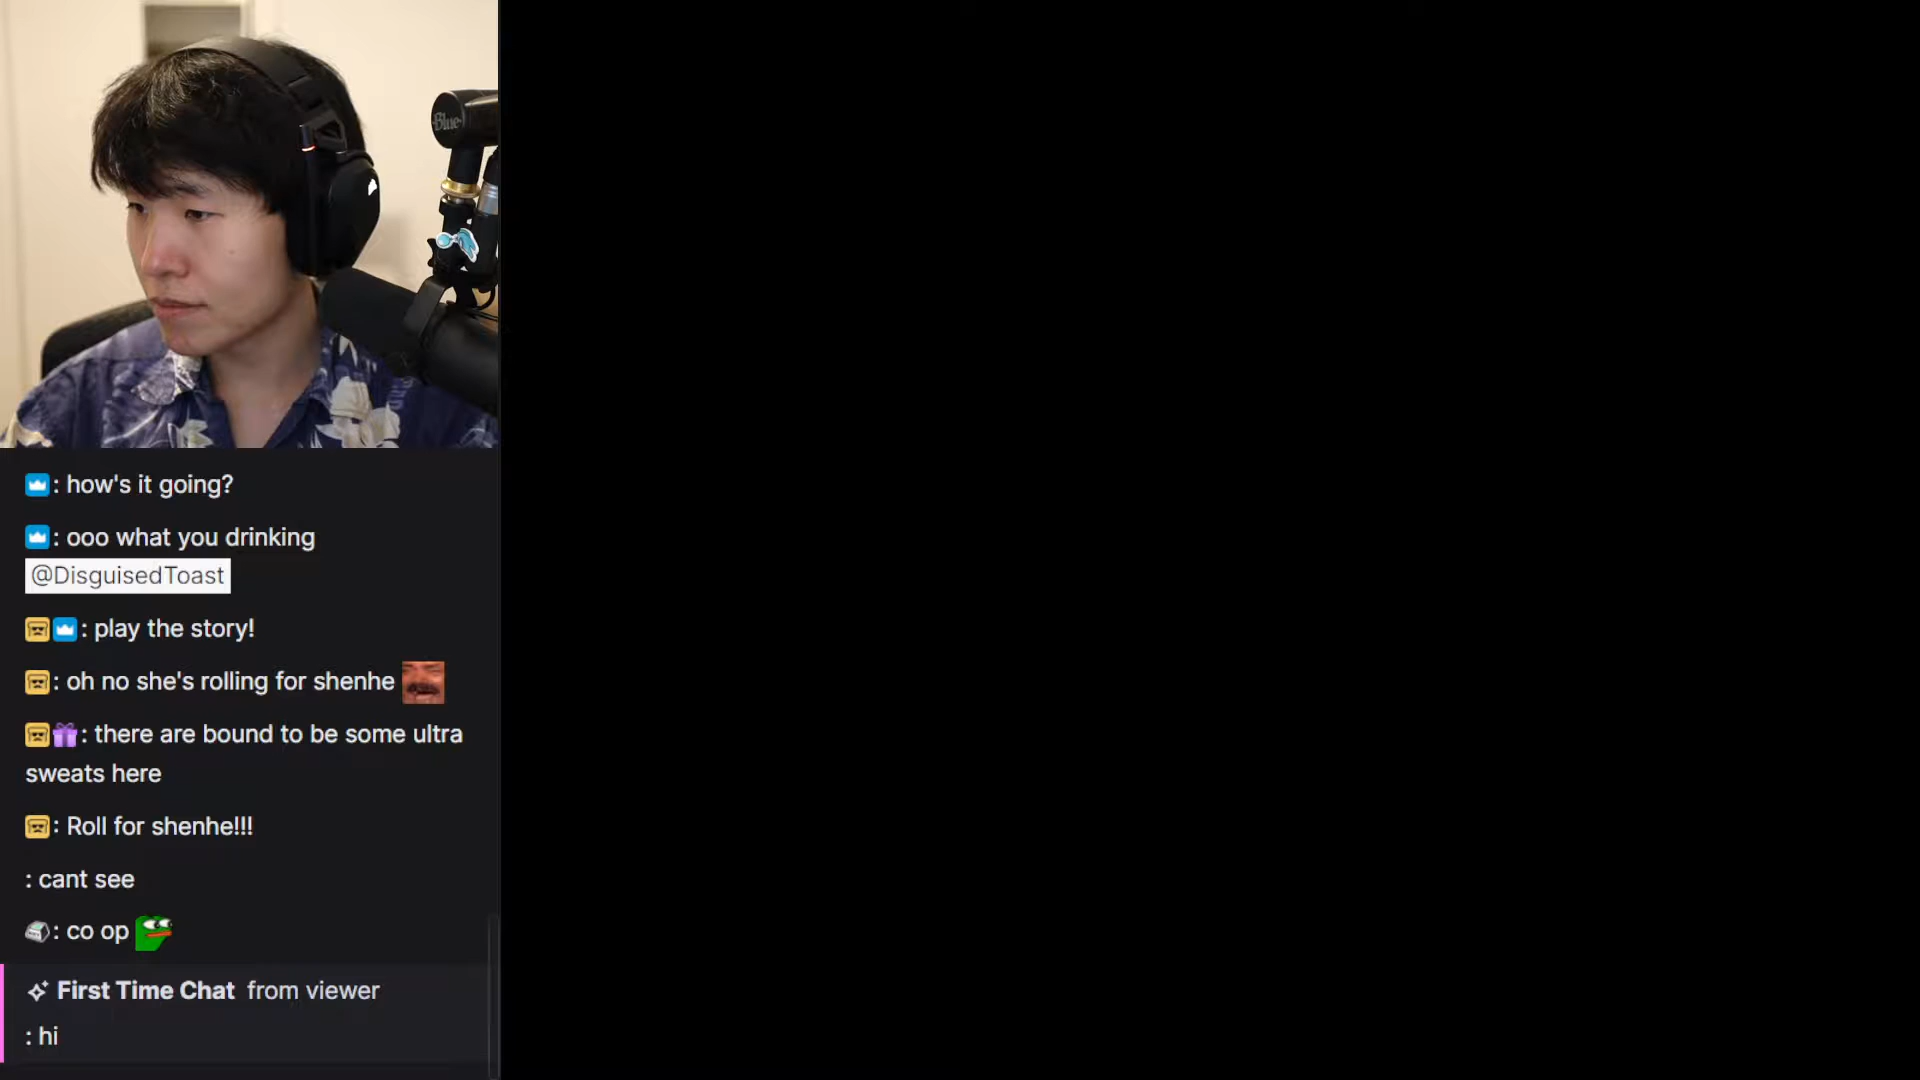 Blue
: how's it going?
: ooo what you drinking
@DisguisedToast
: play the story!
: oh no she's rolling for shenhe
: there are bound to be some ultra
sweats here
: Roll for shenhe!!!
: cant see
: co op
First Time Chat from viewer
: hi